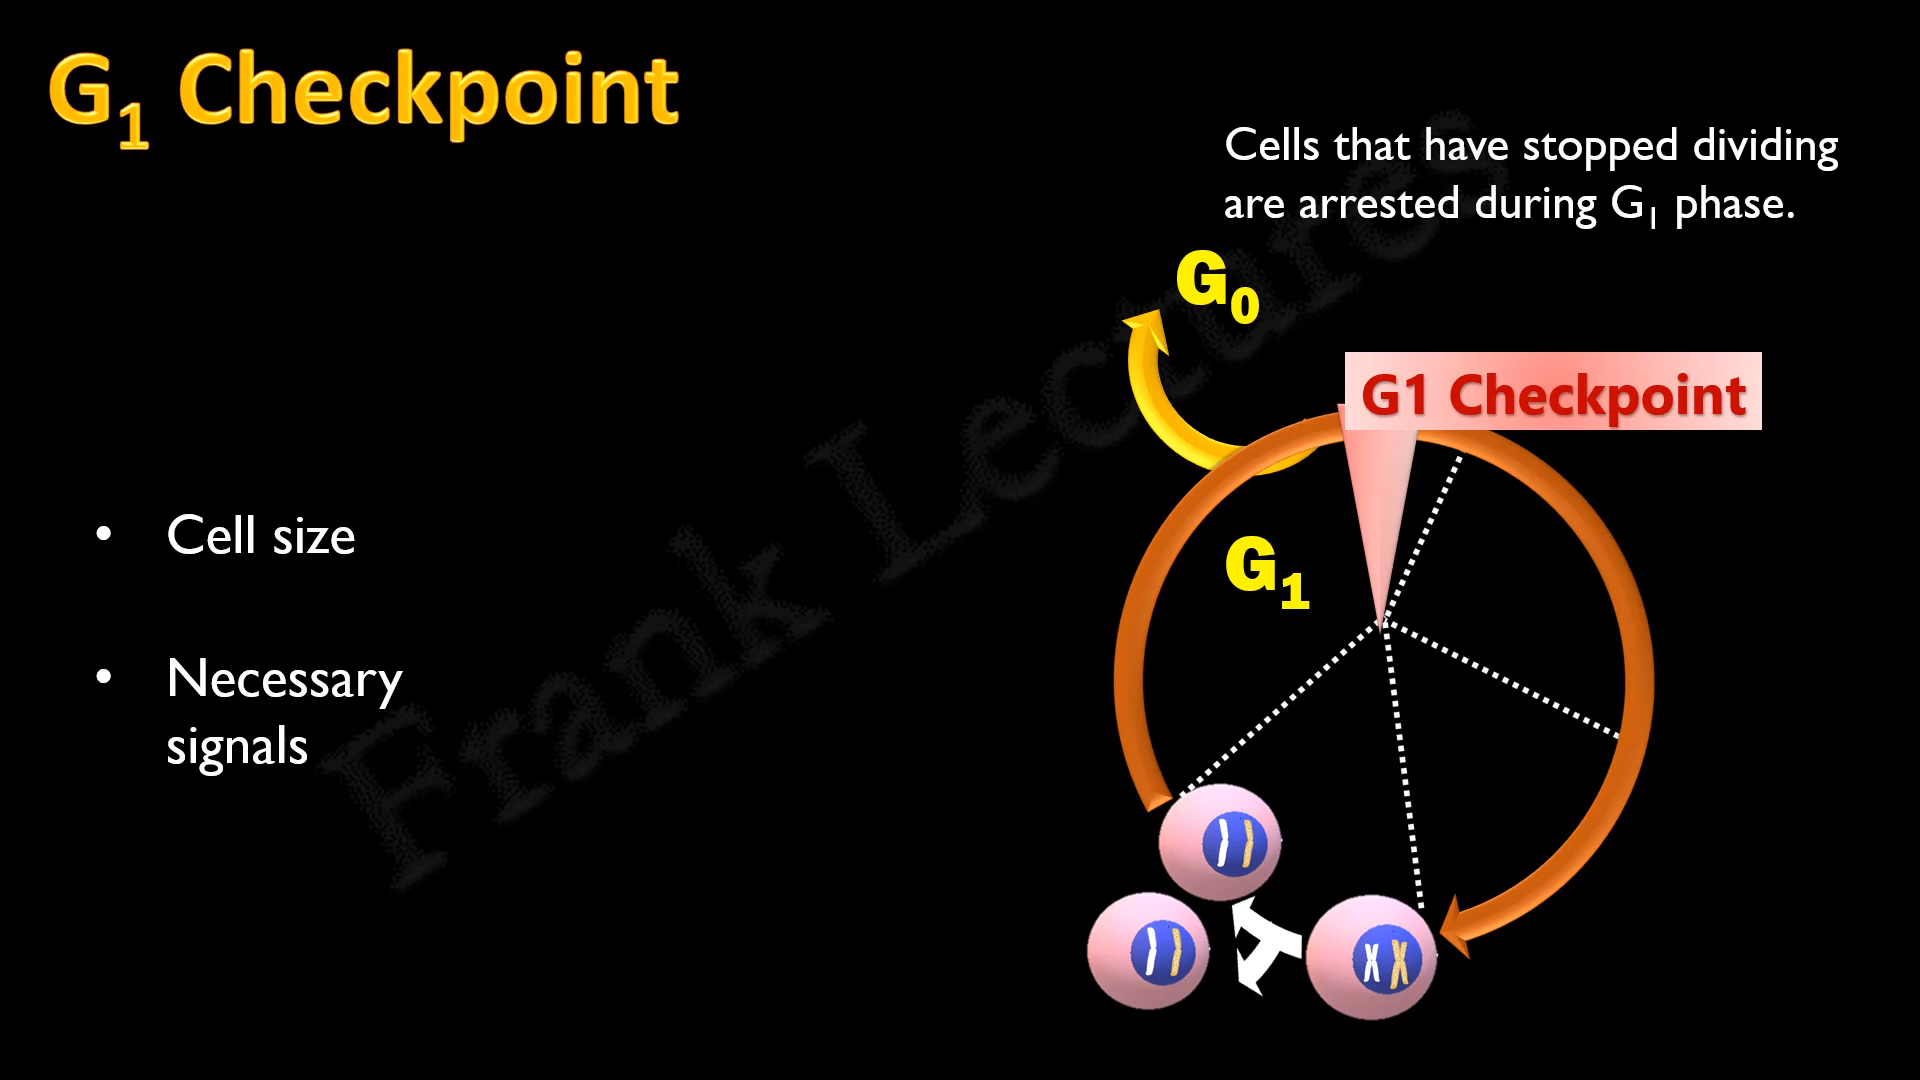 G₁ Checkpoint
Cells that have stopped dividing
are arrested during G₁ phase.
G₀
G1 Checkpoint
• Cell size
G₁
• Necessary
signals
Frank Lectures